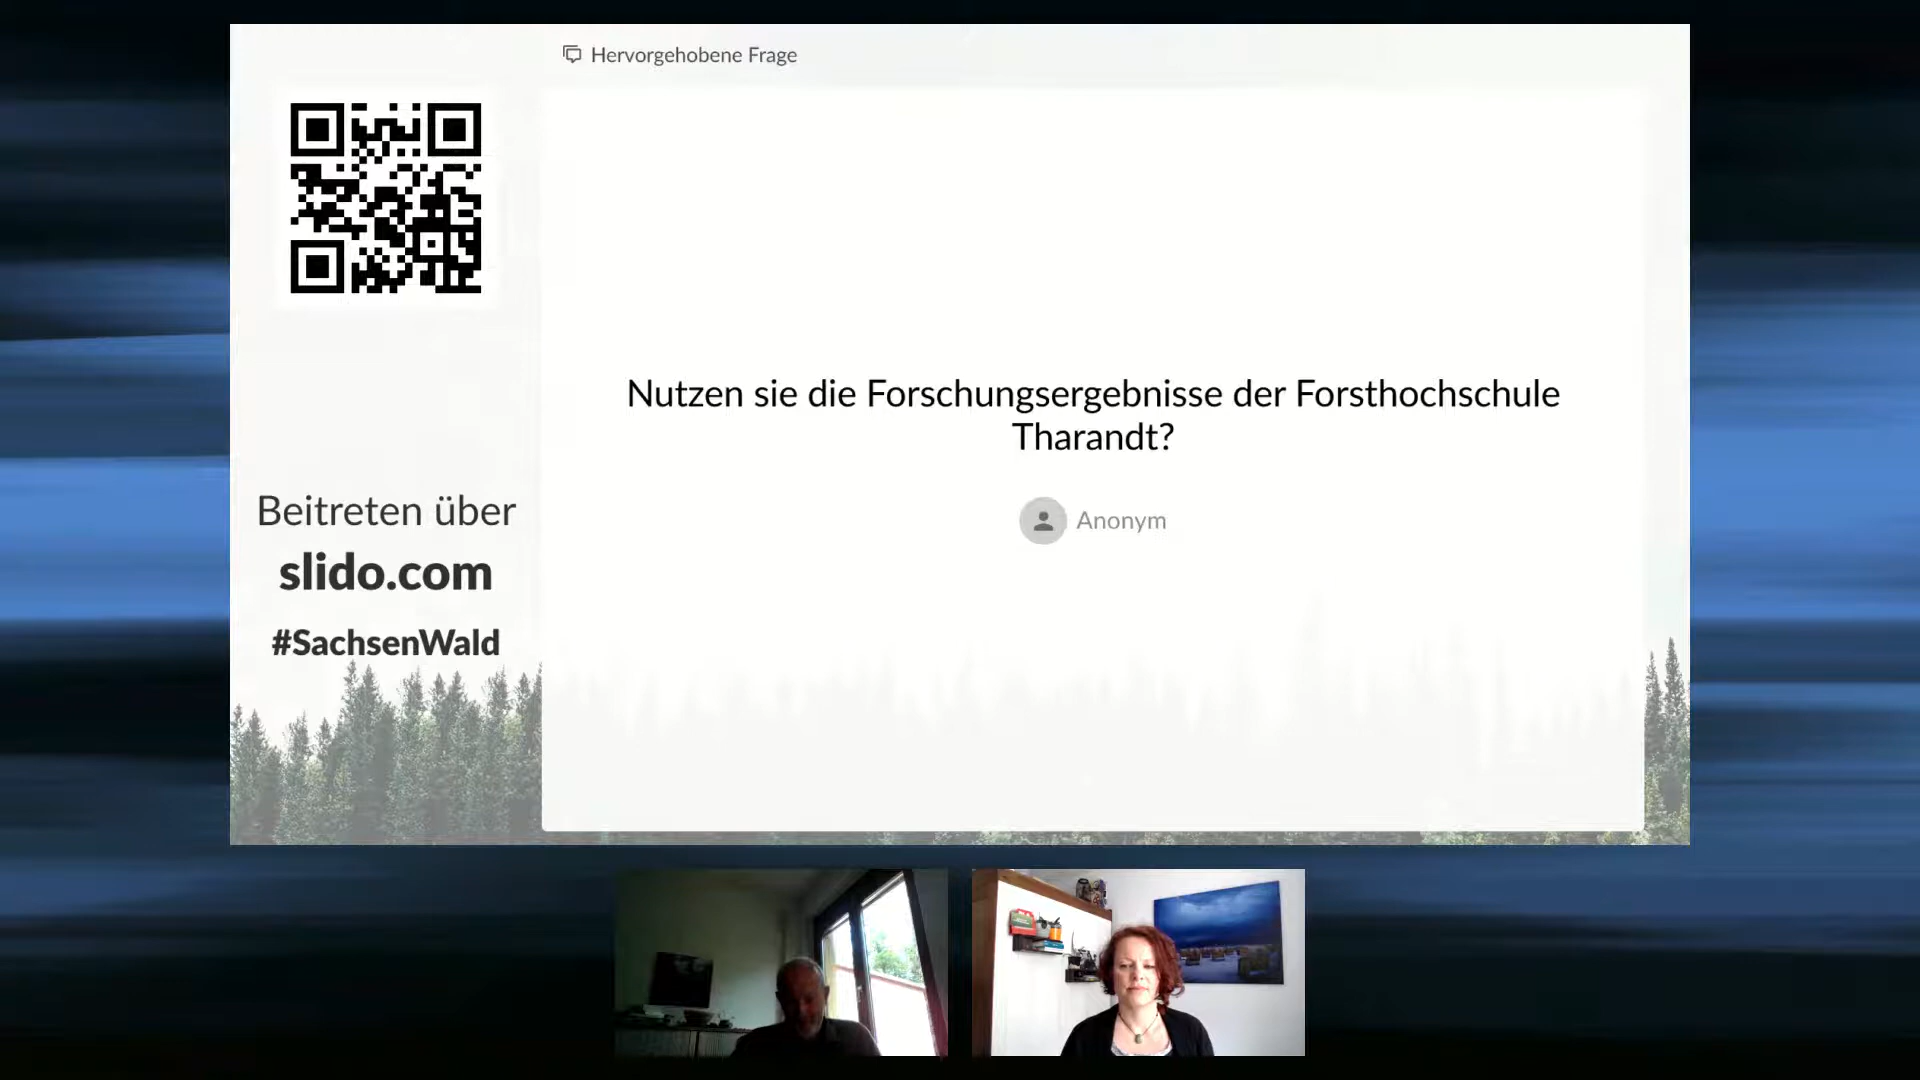 Hervorgehobene Frage
Nutzen sie die Forschungsergebnisse der Forsthochschule
Tharandt?
Anonym
Beitreten über
slido.com
#SachsenWald